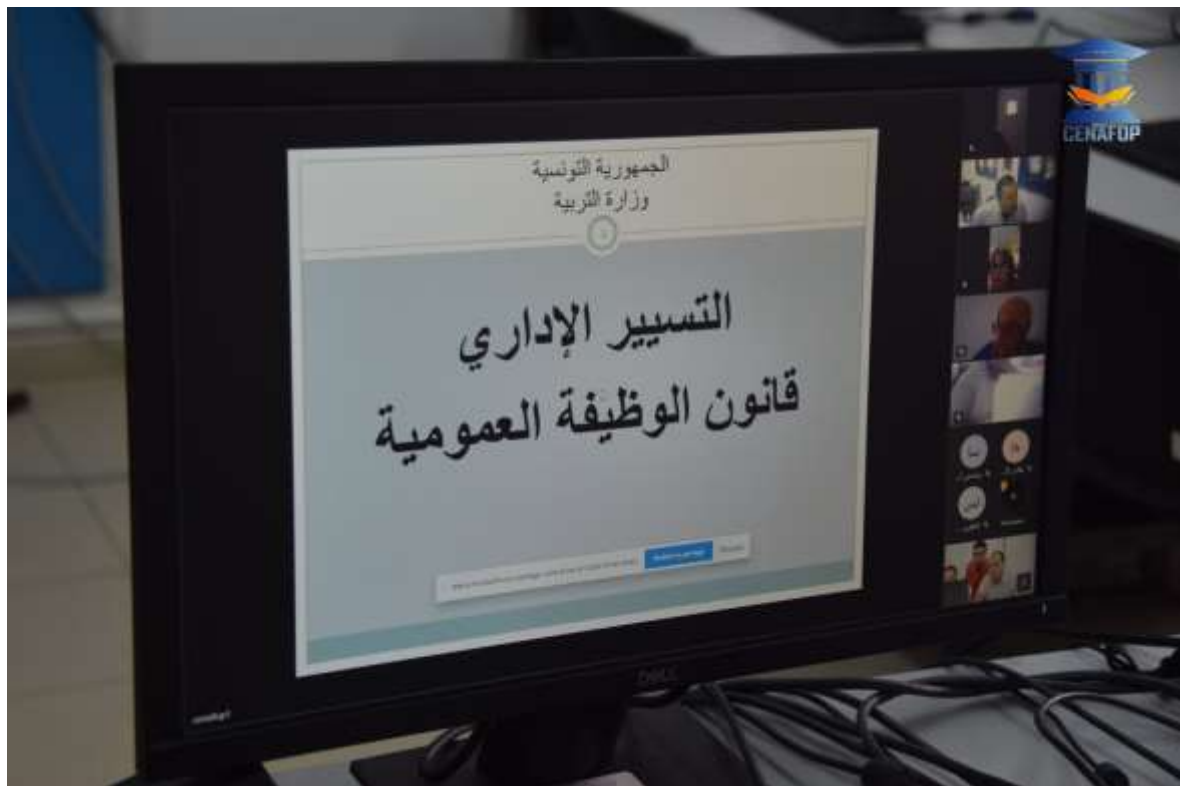 الجمهورية التونسية
وزارة التربية
التسيير الإداري
قانون الوظيفة العمومية
CENAFOP
DELL